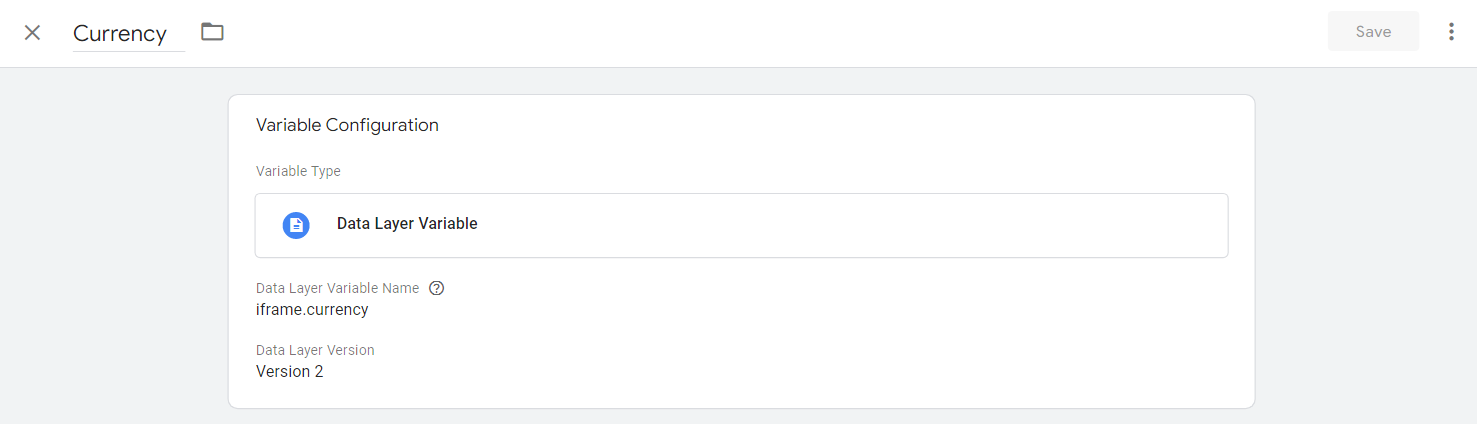 Currency
Save
Variable Configuration
Variable Type
Data Layer Variable
Data Layer Variable Name
iframe.currency
Data Layer Version
Version 2